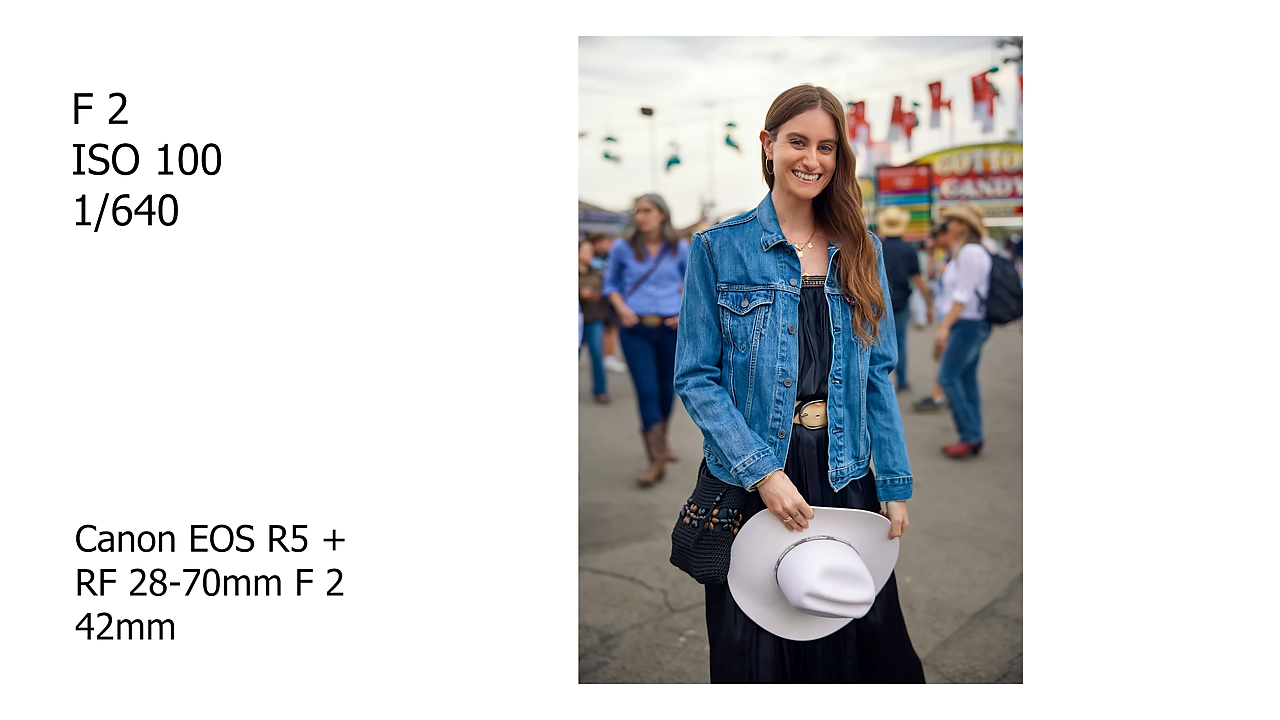 F 2
ISO 100
1/640
COTTON
CANDY
Canon EOS R5 +
RF 28-70mm F 2
42mm